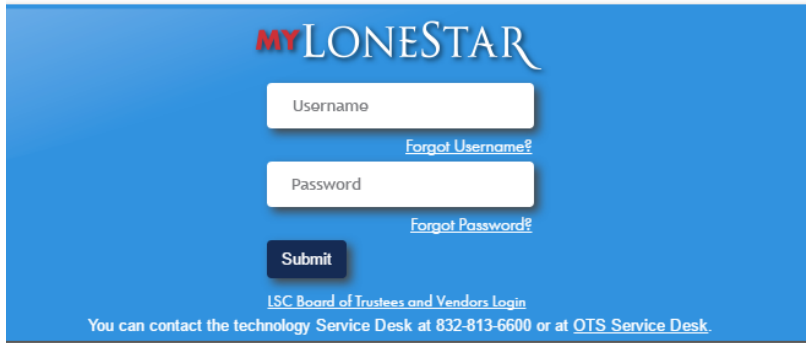 MYLONESTAR
Username
Forgot Username?
Password
Forgot Password?
Submit
LSC Board of Trustees and Vendors Login
You can contact the technology Service Desk at 832-813-6600 or at OTS Service Desk.